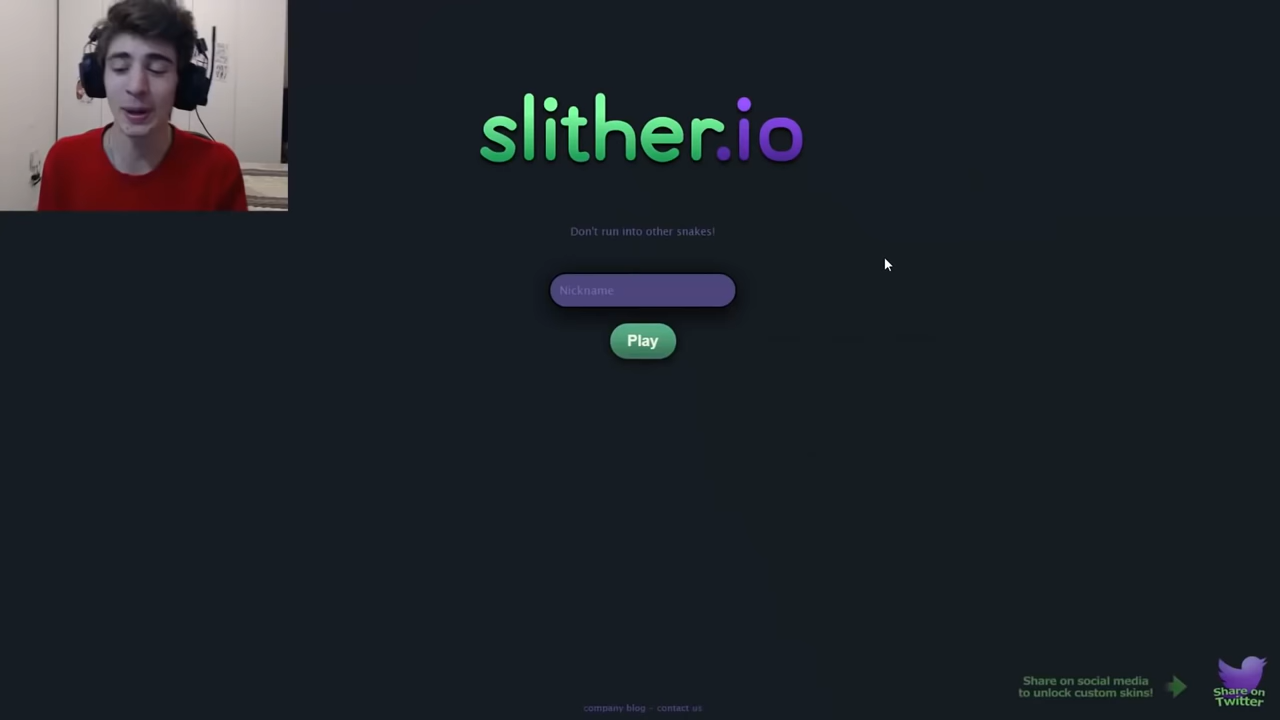 slither.io
Don't run into other snakes!
Nickname
Play
Share on social media
to unlock custom skins!
Share on
Twitter
company blog - contact us